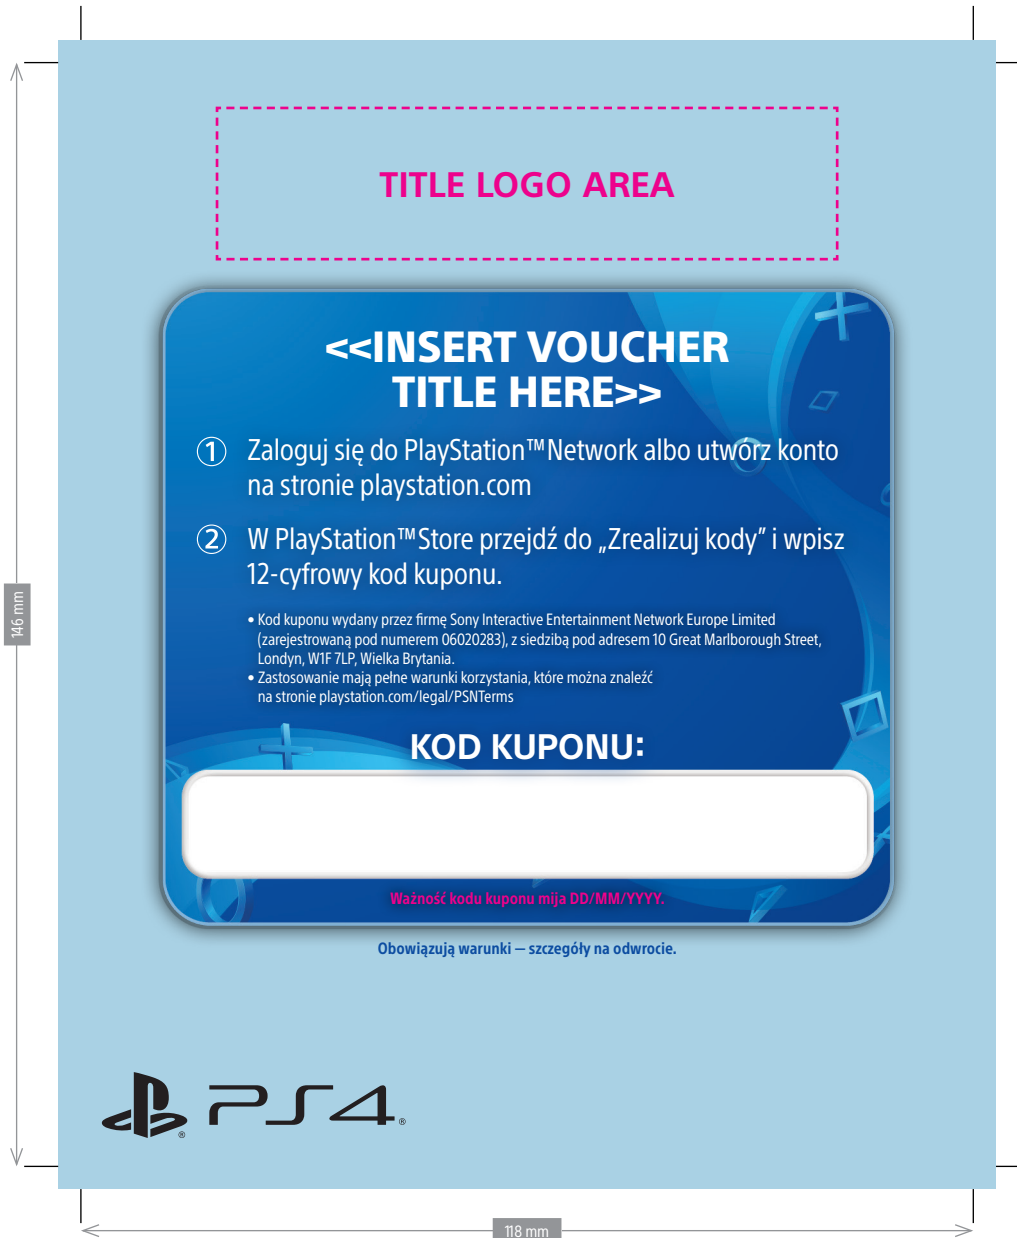 TITLE LOGO AREA
<<INSERT VOUCHER
TITLE HERE>>
① Zaloguj się do PlayStation™Network albo utwórz konto
na stronie playstation.com
② W PlayStation™Store przejdź do „Zrealizuj kody” i wpisz
12-cyfrowy kod kuponu.
• Kod kuponu wydany przez firmę Sony Interactive Entertainment Network Europe Limited
(zarejestrowaną pod numerem 06020283), z siedzibą pod adresem 10 Great Marlborough Street,
Londyn, W1F 7LP, Wielka Brytania.
• Zastosowanie mają pełne warunki korzystania, które można znaleźć
na stronie playstation.com/legal/PSNTerms
KOD KUPONU:
Ważność kodu kuponu mija DD/MM/YYYY.
Obowiązują warunki — szczegóły na odwrocie.
146 mm
PS4®
118 mm